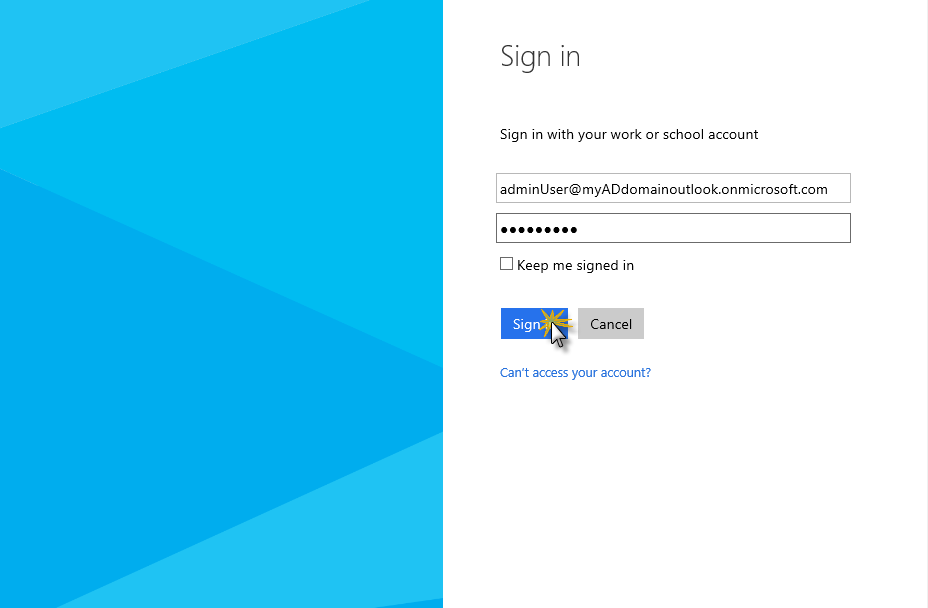 Sign in
Sign in with your work or school account
adminUser@myADdomainoutlook.onmicrosoft.com
●●●●●●●●●
Keep me signed in
Sign
Cancel
Can't access your account?